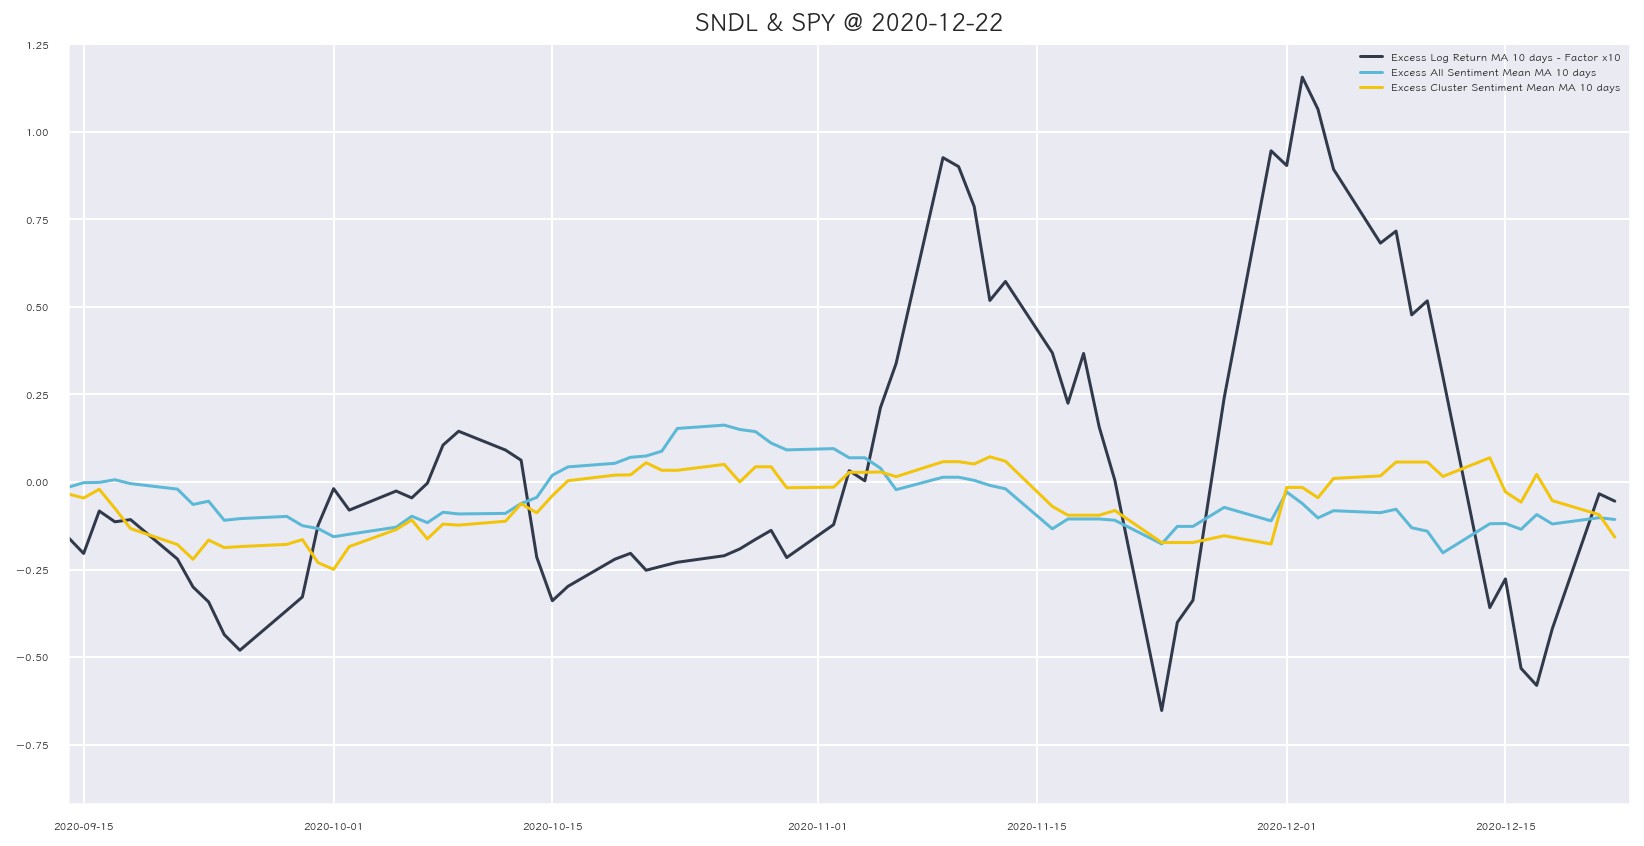 SNDL & SPY @ 2020-12-22
1.25
1.00
0.75
0.50
0.25
0.00
−0.25
−0.50
−0.75
Excess Log Return MA 10 days - Factor x10
Excess All Sentiment Mean MA 10 days
Excess Cluster Sentiment Mean MA 10 days
2020-09-15 2020-10-01 2020-10-15 2020-11-01 2020-11-15 2020-12-01 2020-12-15